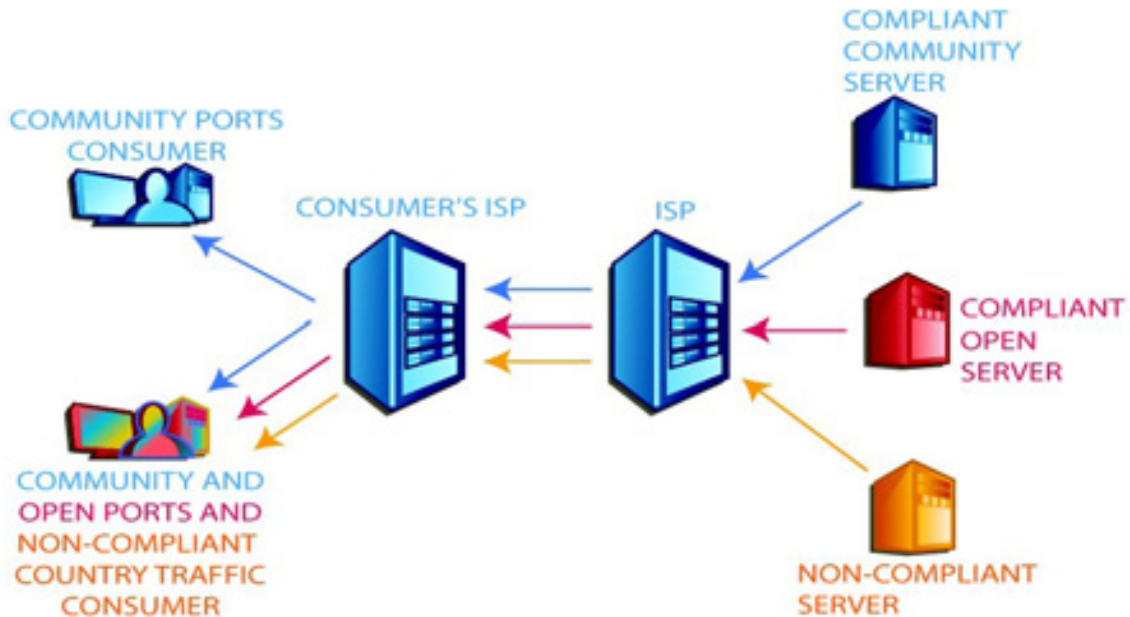 COMPLIANT
COMMUNITY
SERVER
COMMUNITY PORTS
CONSUMER
CONSUMER'S ISP
ISP
COMPLIANT
OPEN
SERVER
COMMUNITY AND
OPEN PORTS AND
NON-COMPLIANT
COUNTRY TRAFFIC
CONSUMER
NON-COMPLIANT
SERVER